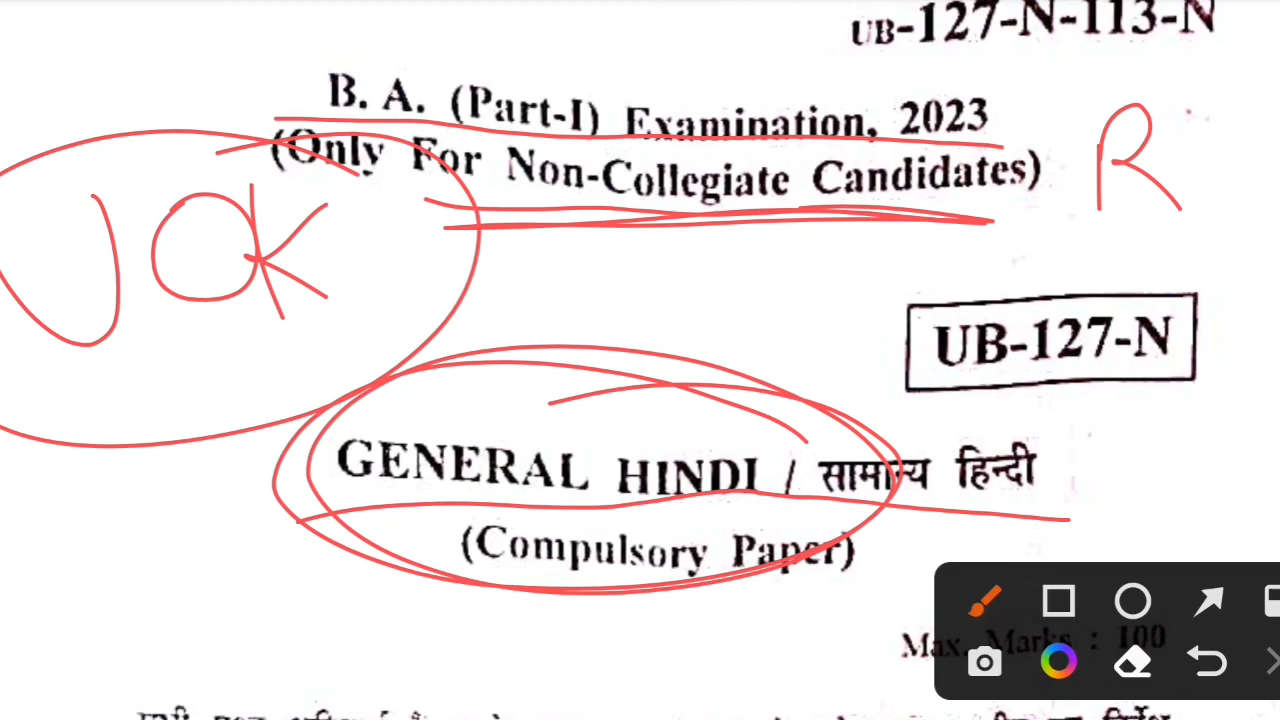 UB-127-N-113-N
B. A. (Part-I) Examination, 2023
(Only For Non-Collegiate Candidates)
R
JOK
UB-127-N
GENERAL HINDI / सामान्य हिन्दी
(Compulsory Paper)
Max. Marks : 100